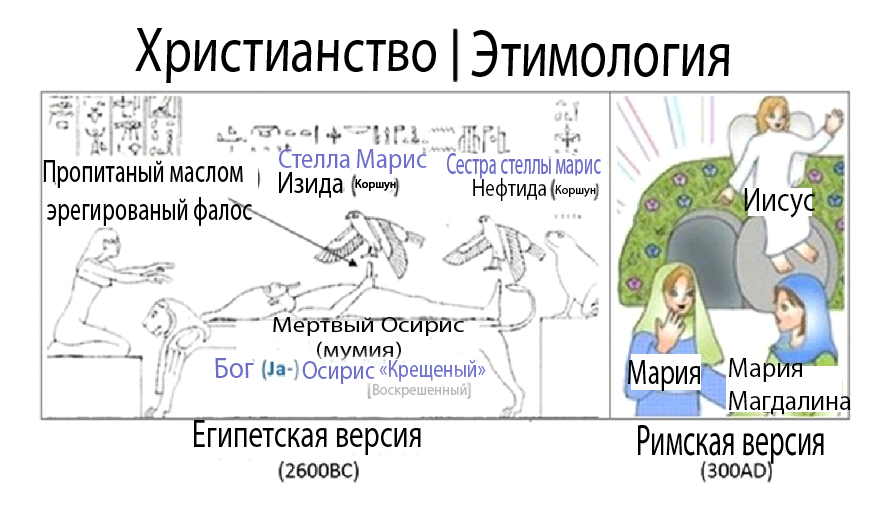 Христианство | Этимология
Пропитаный маслом
эрегированый фалос
Стелла Марис
Изида (Коршун)
Сестра стеллы марис
Нефтида (Коршун)
Мертвый Осирис
(мумия)
Бог (Ja-) Осирис «Крещеный»
[Воскрешенный]
Иисус
Мария
Мария
Магдалина
Египетская версия
(2600BC)
Римская версия
(300AD)